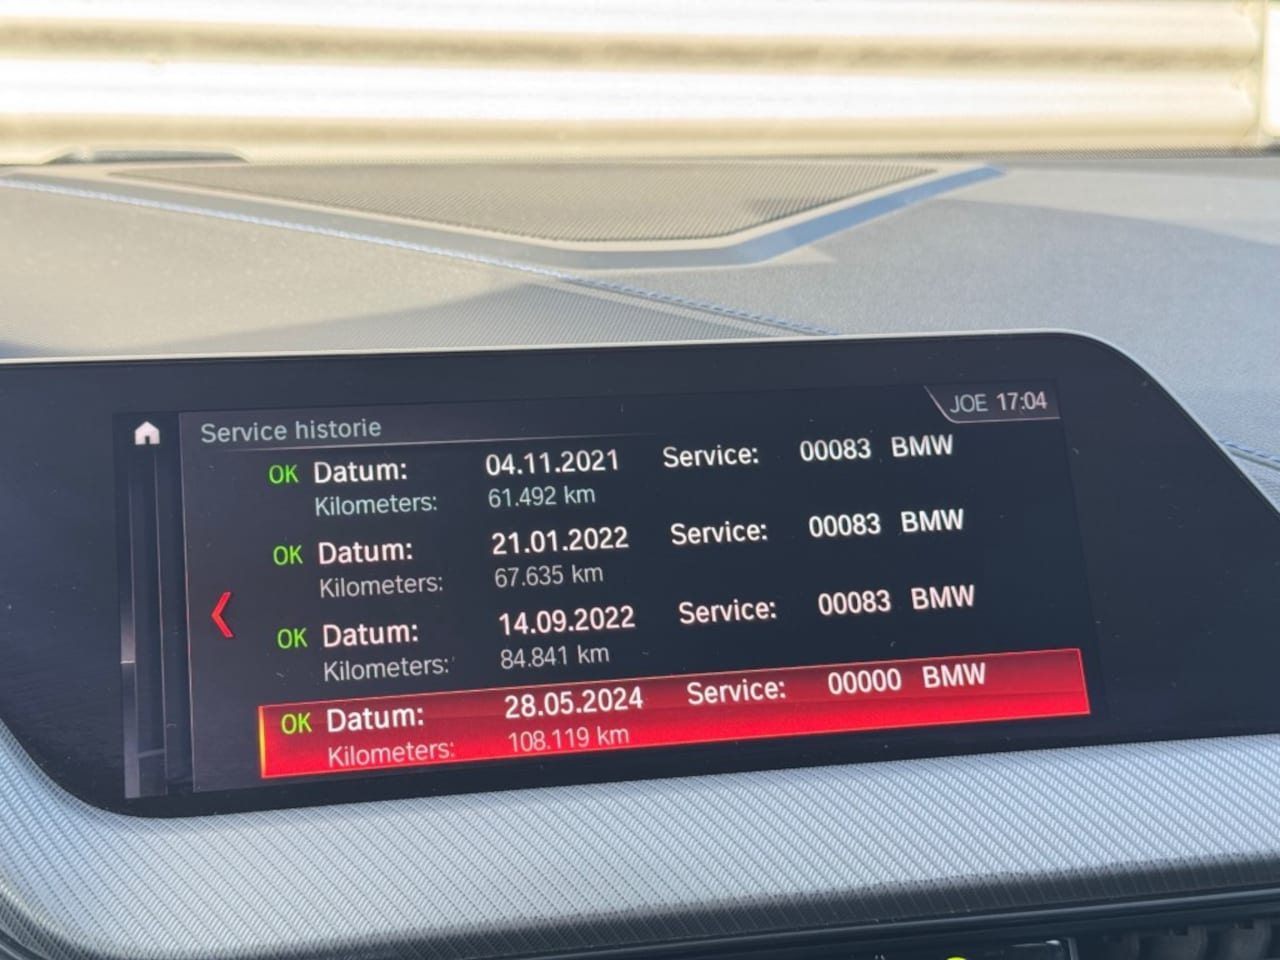 JOE 17:04
Service historie
OK Datum: 04.11.2021 Service: 00083 BMW
Kilometers: 61.492 km
OK Datum: 21.01.2022 Service: 00083 BMW
Kilometers: 67.635 km
OK Datum: 14.09.2022 Service: 00083 BMW
Kilometers: 84.841 km
OK Datum: 28.05.2024 Service: 00000 BMW
Kilometers: 108.119 km